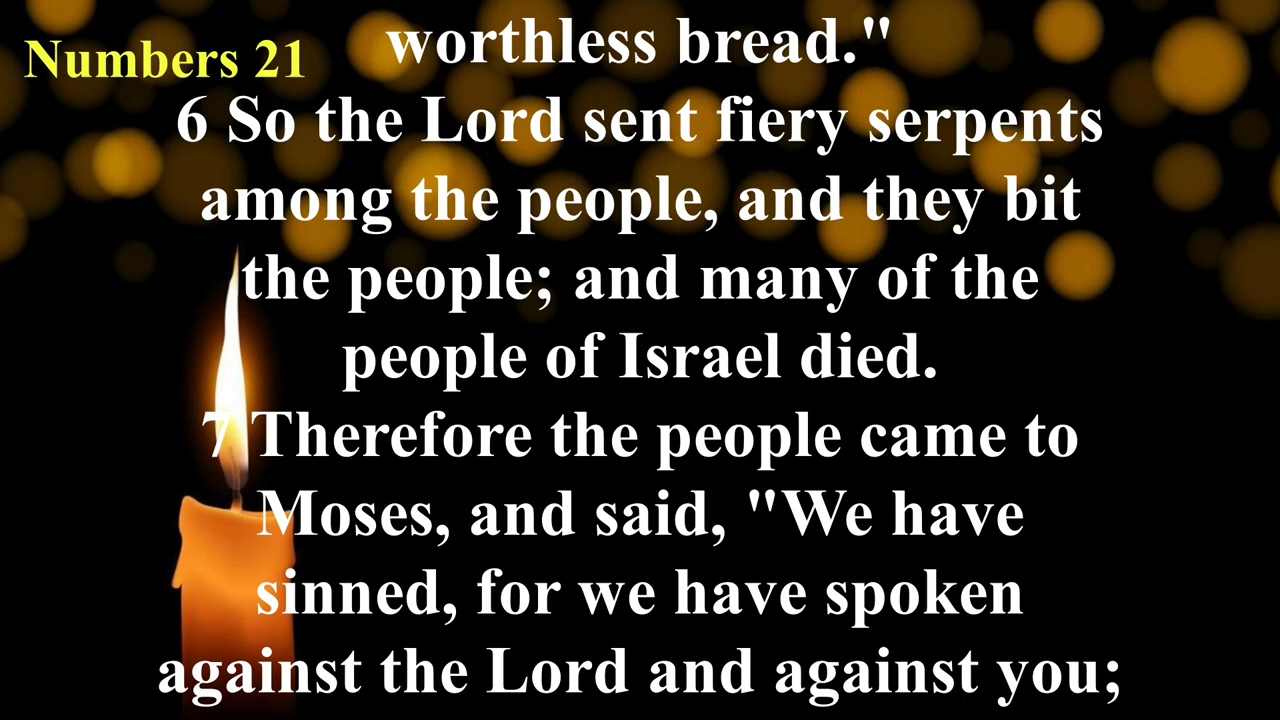 Numbers 21
worthless bread."
6 So the Lord sent fiery serpents
among the people, and they bit
the people; and many of the
people of Israel died.
7 Therefore the people came to
Moses, and said, "We have
sinned, for we have spoken
against the Lord and against you;